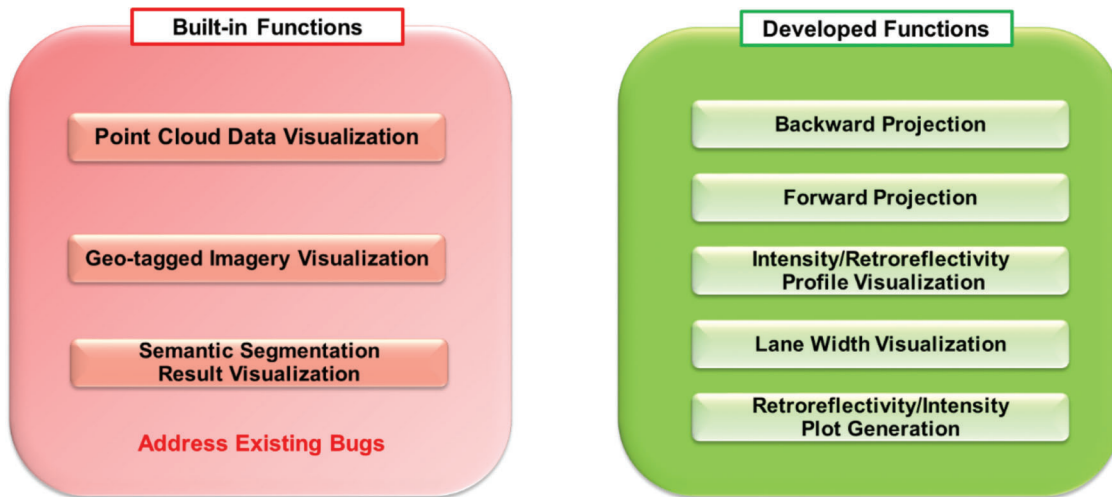 Built-in Functions
Point Cloud Data Visualization
Geo-tagged Imagery Visualization
Semantic Segmentation
Result Visualization
Address Existing Bugs
Developed Functions
Backward Projection
Forward Projection
Intensity/Retroreflectivity
Profile Visualization
Lane Width Visualization
Retroreflectivity/Intensity
Plot Generation